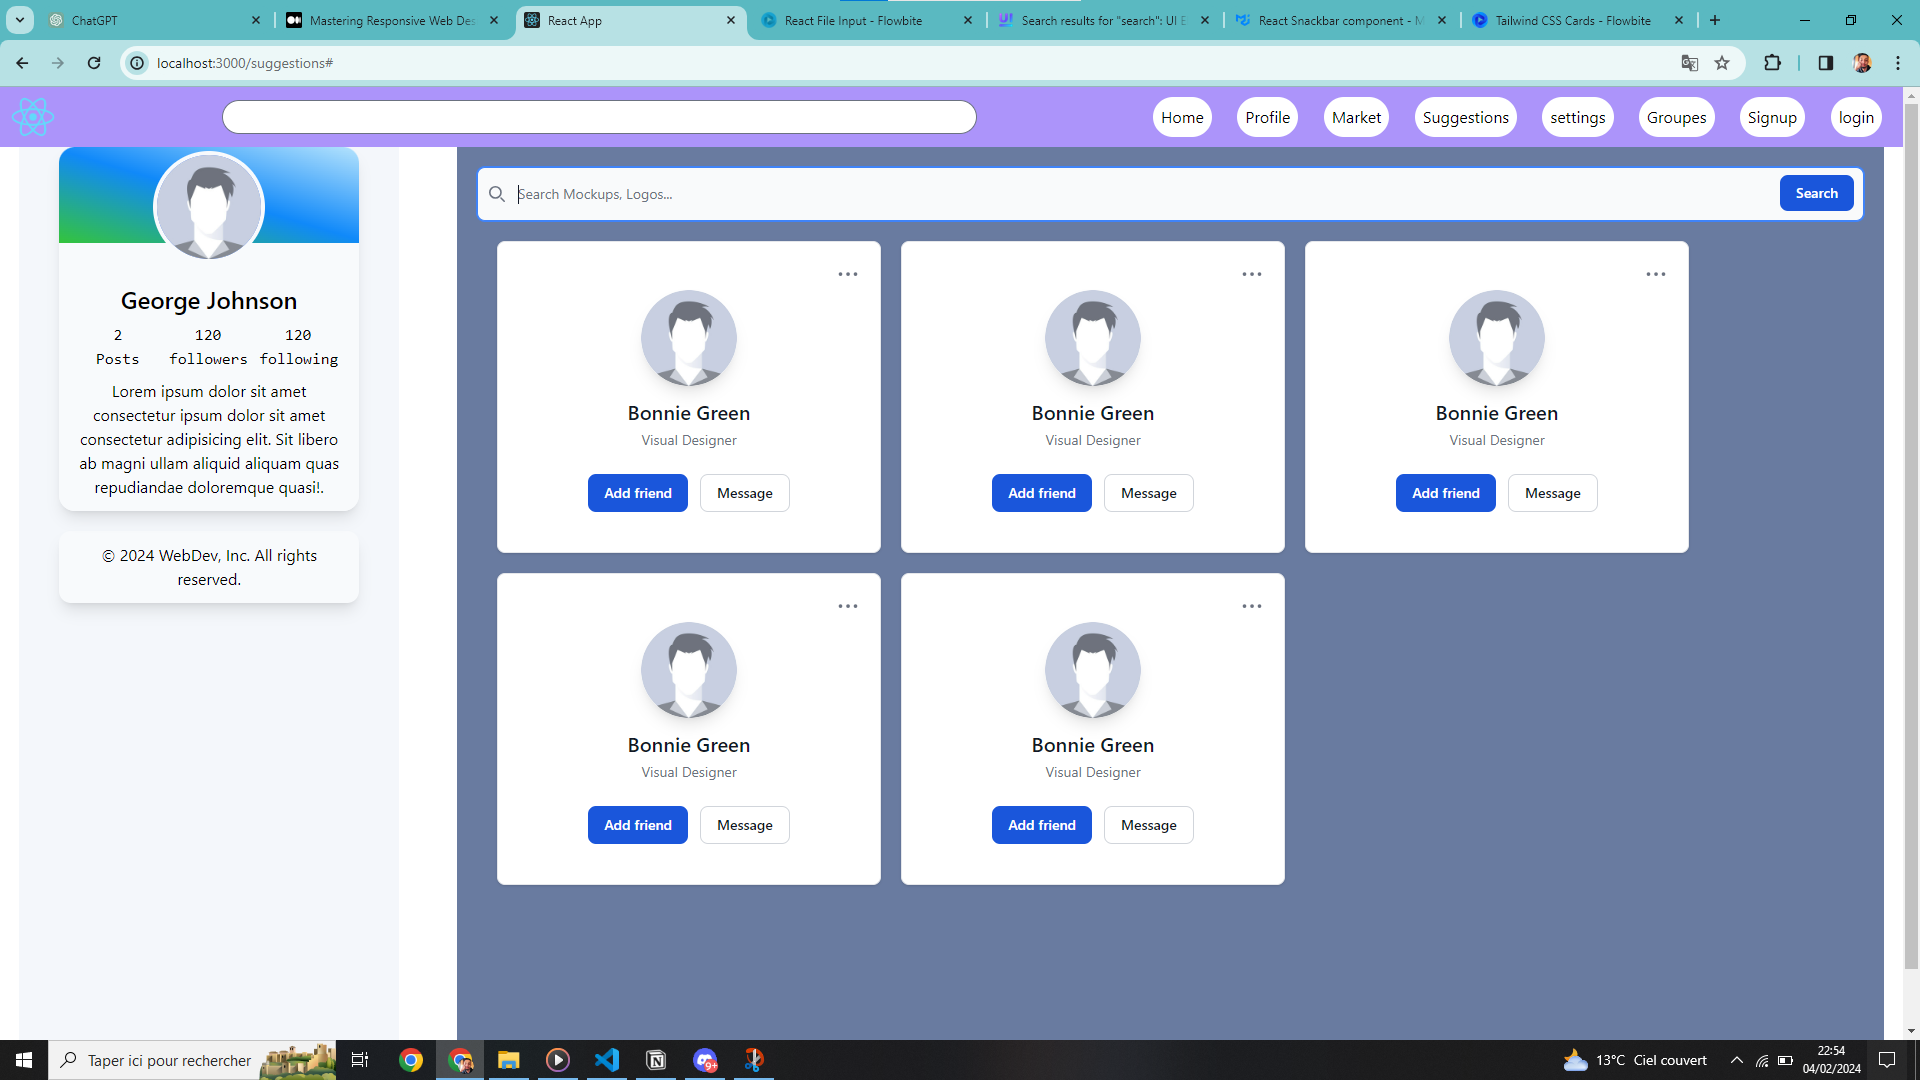 ChatGPT
Mastering Responsive Web Des
React App
React File Input - Flowbite
Search results for "search": UI E
React Snackbar component - M
Tailwind CSS Cards - Flowbite
localhost:3000/suggestions#
Home
Profile
Market
Suggestions
settings
Groupes
Signup
login
George Johnson
2
Posts
120
followers
120
following
Lorem ipsum dolor sit amet
consectetur ipsum dolor sit amet
consectetur adipisicing elit. Sit libero
ab magni ullam aliquid aliquam quas
repudiandae doloremque quasi!.
© 2024 WebDev, Inc. All rights
reserved.
Search Mockups, Logos...
Search
Bonnie Green
Visual Designer
Add friend
Message
Bonnie Green
Visual Designer
Add friend
Message
Bonnie Green
Visual Designer
Add friend
Message
Bonnie Green
Visual Designer
Add friend
Message
Bonnie Green
Visual Designer
Add friend
Message
Taper ici pour rechercher
9+
13°C Ciel couvert
22:54
04/02/2024